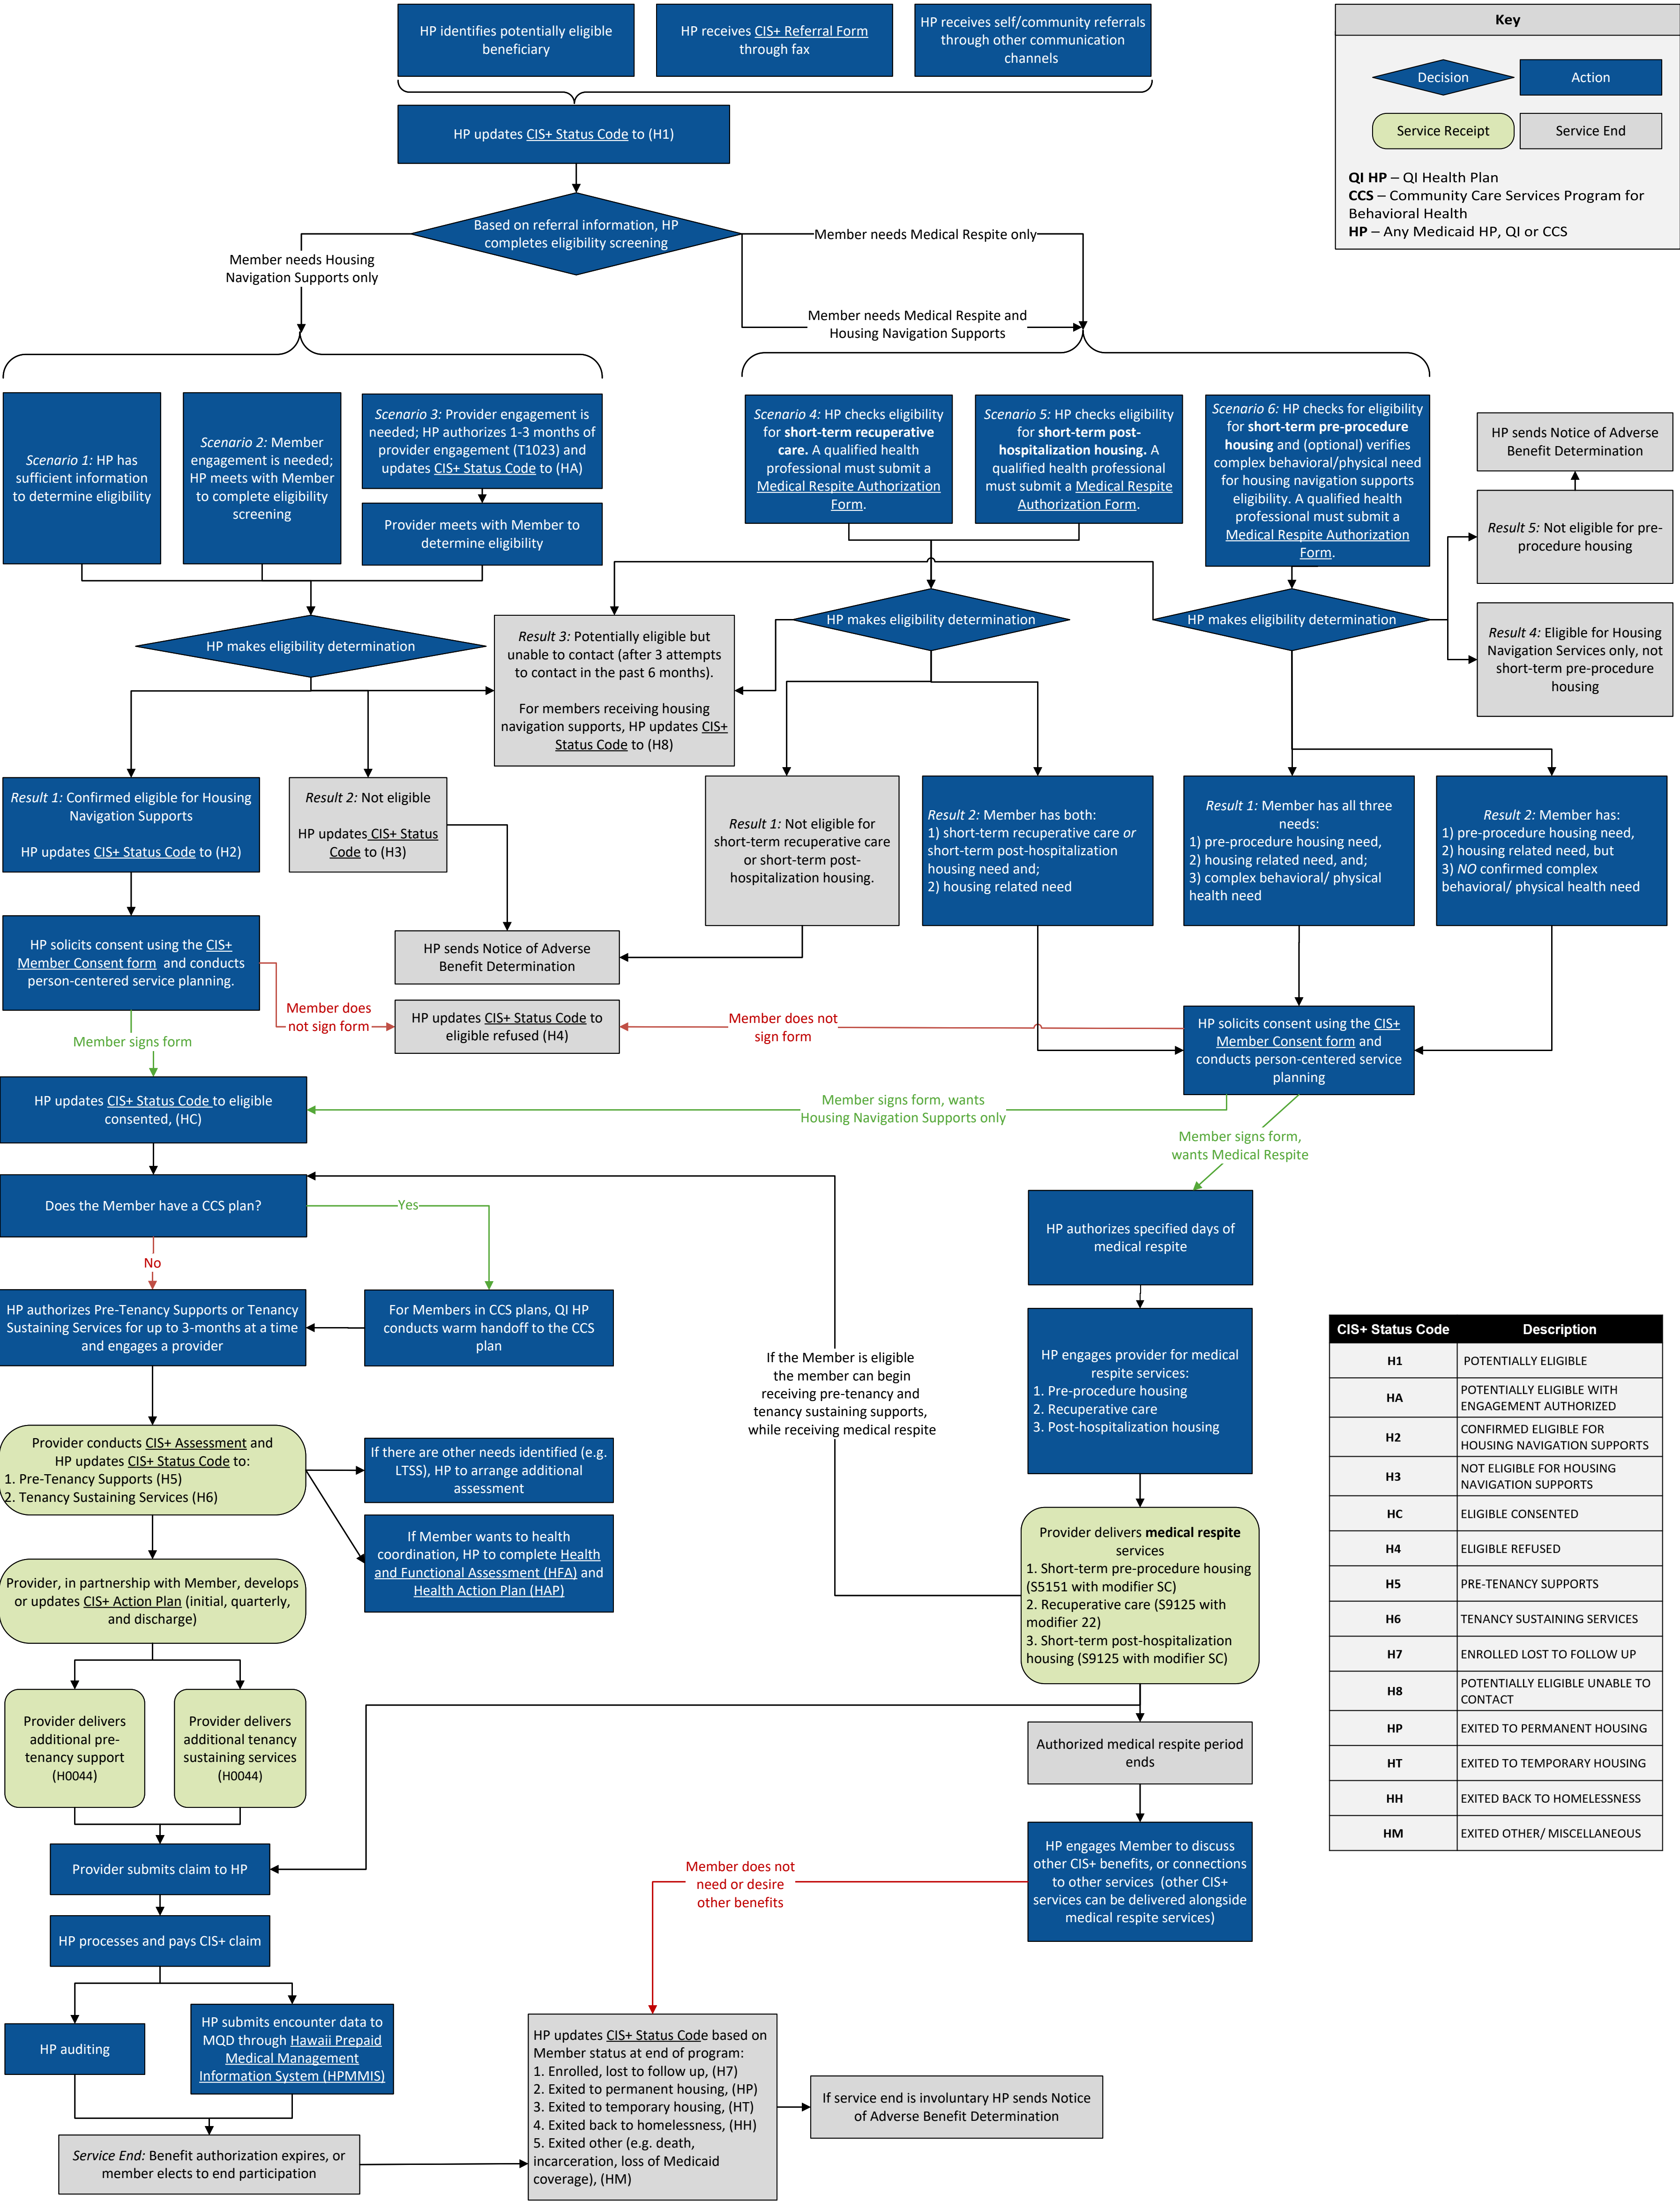 HP identifies potentially eligible
beneficiary
HP receives CIS+ Referral Form
through fax
HP receives self/community referrals
through other communication
channels
Key
Decision
Action
Service Receipt
Service End
QI HP – QI Health Plan
CCS – Community Care Services Program for
Behavioral Health
HP – Any Medicaid HP, QI or CCS
HP updates CIS+ Status Code to (H1)
Based on referral information, HP
completes eligibility screening
Member needs Housing
Navigation Supports only
Member needs Medical Respite only
Member needs Medical Respite and
Housing Navigation Supports
Scenario 1: HP has
sufficient information
to determine eligibility
Scenario 2: Member
engagement is needed;
HP meets with Member
to complete eligibility
screening
Scenario 3: Provider engagement is
needed; HP authorizes 1-3 months of
provider engagement (T1023) and
updates CIS+ Status Code to (HA)
Provider meets with Member to
determine eligibility
Scenario 4: HP checks eligibility
for short-term recuperative
care. A qualified health
professional must submit a
Medical Respite Authorization
Form.
Scenario 5: HP checks eligibility
for short-term post-
hospitalization housing. A
qualified health professional
must submit a Medical Respite
Authorization Form.
Scenario 6: HP checks for eligibility
for short-term pre-procedure
housing and (optional) verifies
complex behavioral/physical need
for housing navigation supports
eligibility. A qualified health
professional must submit a
Medical Respite Authorization
Form.
HP sends Notice of Adverse
Benefit Determination
Result 5: Not eligible for pre-
procedure housing
Result 4: Eligible for Housing
Navigation Services only, not
short-term pre-procedure
housing
HP makes eligibility determination
Result 3: Potentially eligible but
unable to contact (after 3 attempts
to contact in the past 6 months).
For members receiving housing
navigation supports, HP updates CIS+
Status Code to (H8)
HP makes eligibility determination
HP makes eligibility determination
Result 1: Confirmed eligible for Housing
Navigation Supports
HP updates CIS+ Status Code to (H2)
Result 2: Not eligible
HP updates CIS+ Status
Code to (H3)
Result 1: Not eligible for
short-term recuperative care
or short-term post-
hospitalization housing.
Result 2: Member has both:
1) short-term recuperative care or
short-term post-hospitalization
housing need and;
2) housing related need
Result 1: Member has all three
needs:
1) pre-procedure housing need,
2) housing related need, and;
3) complex behavioral/ physical
health need
Result 2: Member has:
1) pre-procedure housing need,
2) housing related need, but
3) NO confirmed complex
behavioral/ physical health need
HP solicits consent using the CIS+
Member Consent form and conducts
person-centered service planning.
HP sends Notice of Adverse
Benefit Determination
Member does
not sign form
HP updates CIS+ Status Code to
eligible refused (H4)
Member does not
sign form
HP solicits consent using the CIS+
Member Consent form and
conducts person-centered service
planning
Member signs form
HP updates CIS+ Status Code to eligible
consented, (HC)
Member signs form, wants
Housing Navigation Supports only
Member signs form,
wants Medical Respite
Does the Member have a CCS plan?
Yes
No
HP authorizes specified days of
medical respite
HP authorizes Pre-Tenancy Supports or Tenancy
Sustaining Services for up to 3-months at a time
and engages a provider
For Members in CCS plans, QI HP
conducts warm handoff to the CCS
plan
If the Member is eligible
the member can begin
receiving pre-tenancy and
tenancy sustaining supports,
while receiving medical respite
HP engages provider for medical
respite services:
1. Pre-procedure housing
2. Recuperative care
3. Post-hospitalization housing
Provider conducts CIS+ Assessment and
HP updates CIS+ Status Code to:
1. Pre-Tenancy Supports (H5)
2. Tenancy Sustaining Services (H6)
If there are other needs identified (e.g.
LTSS), HP to arrange additional
assessment
If Member wants to health
coordination, HP to complete Health
and Functional Assessment (HFA) and
Health Action Plan (HAP)
Provider delivers medical respite
services
1. Short-term pre-procedure housing
(S5151 with modifier SC)
2. Recuperative care (S9125 with
modifier 22)
3. Short-term post-hospitalization
housing (S9125 with modifier SC)
Provider, in partnership with Member, develops
or updates CIS+ Action Plan (initial, quarterly,
and discharge)
Provider delivers
additional pre-
tenancy support
(H0044)
Provider delivers
additional tenancy
sustaining services
(H0044)
Authorized medical respite period
ends
Provider submits claim to HP
HP engages Member to discuss
other CIS+ benefits, or connections
to other services (other CIS+
services can be delivered alongside
medical respite services)
Member does not
need or desire
other benefits
HP processes and pays CIS+ claim
HP auditing
HP submits encounter data to
MQD through Hawaii Prepaid
Medical Management
Information System (HPMMIS)
HP updates CIS+ Status Code based on
Member status at end of program:
1. Enrolled, lost to follow up, (H7)
2. Exited to permanent housing, (HP)
3. Exited to temporary housing, (HT)
4. Exited back to homelessness, (HH)
5. Exited other (e.g. death,
incarceration, loss of Medicaid
coverage), (HM)
If service end is involuntary HP sends Notice
of Adverse Benefit Determination
Service End: Benefit authorization expires, or
member elects to end participation
CIS+ Status Code Description
H1 POTENTIALLY ELIGIBLE
HA POTENTIALLY ELIGIBLE WITH
ENGAGEMENT AUTHORIZED
H2 CONFIRMED ELIGIBLE FOR
HOUSING NAVIGATION SUPPORTS
H3 NOT ELIGIBLE FOR HOUSING
NAVIGATION SUPPORTS
HC ELIGIBLE CONSENTED
H4 ELIGIBLE REFUSED
H5 PRE-TENANCY SUPPORTS
H6 TENANCY SUSTAINING SERVICES
H7 ENROLLED LOST TO FOLLOW UP
H8 POTENTIALLY ELIGIBLE UNABLE TO
CONTACT
HP EXITED TO PERMANENT HOUSING
HT EXITED TO TEMPORARY HOUSING
HH EXITED BACK TO HOMELESSNESS
HM EXITED OTHER/ MISCELLANEOUS